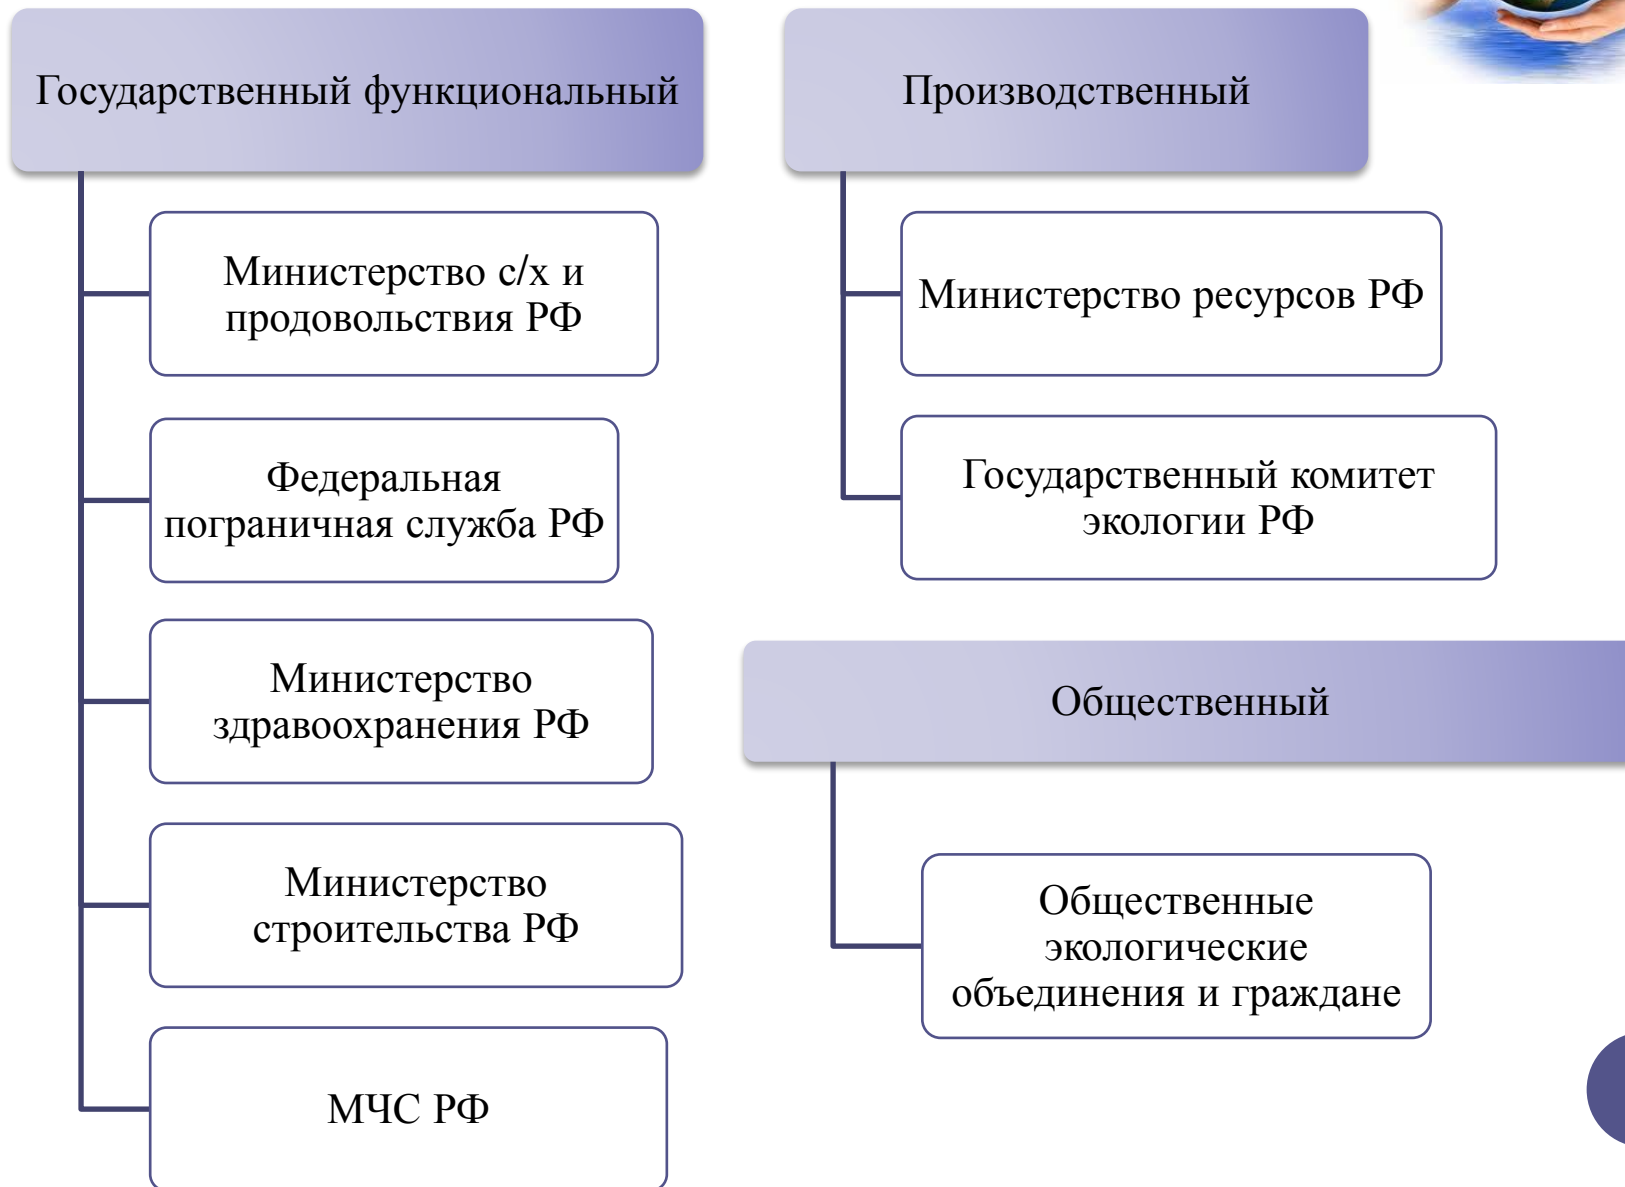 Государственный функциональный
Министерство с/х и
продовольствия РФ
Федеральная
пограничная служба РФ
Министерство
здравоохранения РФ
Министерство
строительства РФ
МЧС РФ
Производственный
Министерство ресурсов РФ
Государственный комитет
экологии РФ
Общественный
Общественные
экологические
объединения и граждане